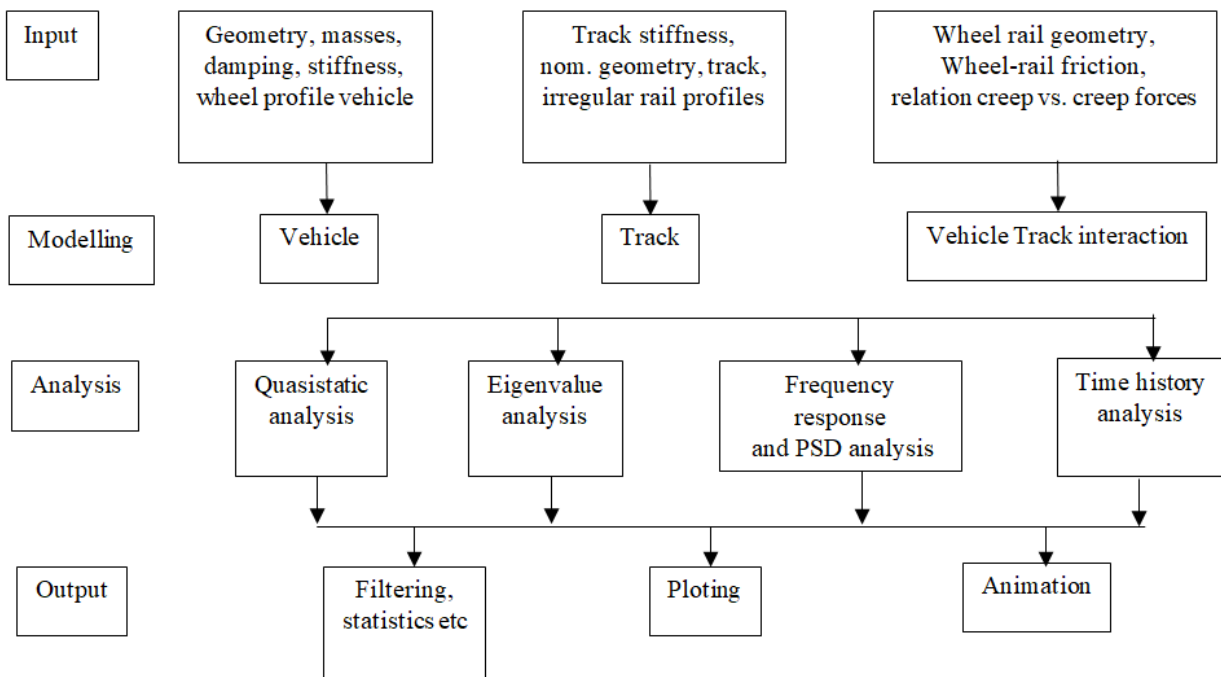 Input
Geometry, masses,
damping, stiffness,
wheel profile vehicle
Track stiffness,
nom. geometry, track,
irregular rail profiles
Wheel rail geometry,
Wheel-rail friction,
relation creep vs. creep forces
Modelling
Vehicle
Track
Vehicle Track interaction
Analysis
Quasistatic
analysis
Eigenvalue
analysis
Frequency
response
and PSD analysis
Time history
analysis
Output
Filtering,
statistics etc
Ploting
Animation